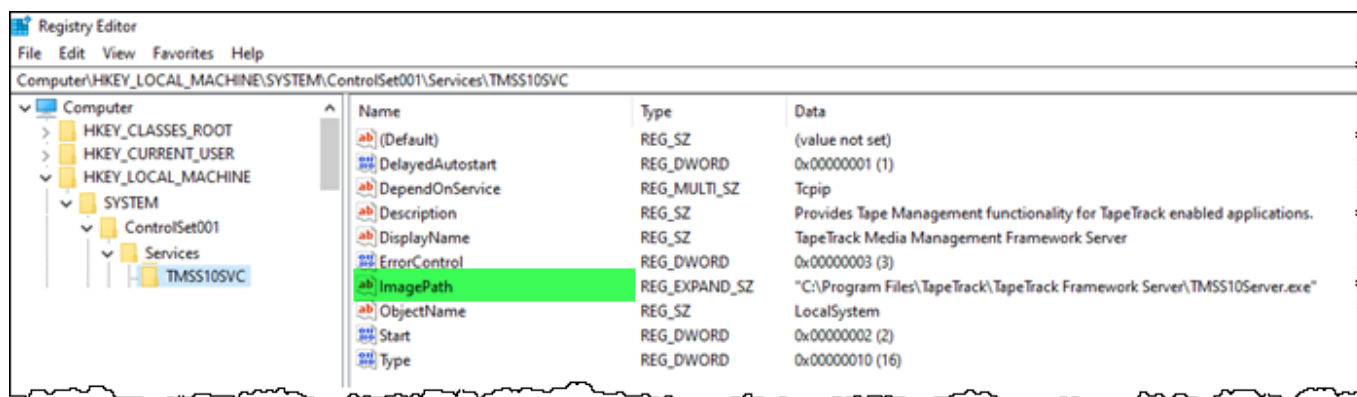 Registry Editor
File Edit View Favorites Help
Computer\HKEY_LOCAL_MACHINE\SYSTEM\ControlSet001\Services\TMSS10SVC
Computer
HKEY_CLASSES_ROOT
HKEY_CURRENT_USER
HKEY_LOCAL_MACHINE
SYSTEM
ControlSet001
Services
TMSS10SVC
Name Type Data
(Default) REG_SZ (value not set)
DelayedAutostart REG_DWORD 0x00000001 (1)
DependOnService REG_MULTI_SZ Tcpip
Description REG_SZ Provides Tape Management functionality for TapeTrack enabled applications.
DisplayName REG_SZ TapeTrack Media Management Framework Server
ErrorControl REG_DWORD 0x00000003 (3)
ImagePath REG_EXPAND_SZ "C:\Program Files\TapeTrack\TapeTrack Framework Server\TMSS10Server.exe"
ObjectName REG_SZ LocalSystem
Start REG_DWORD 0x00000002 (2)
Type REG_DWORD 0x00000010 (16)